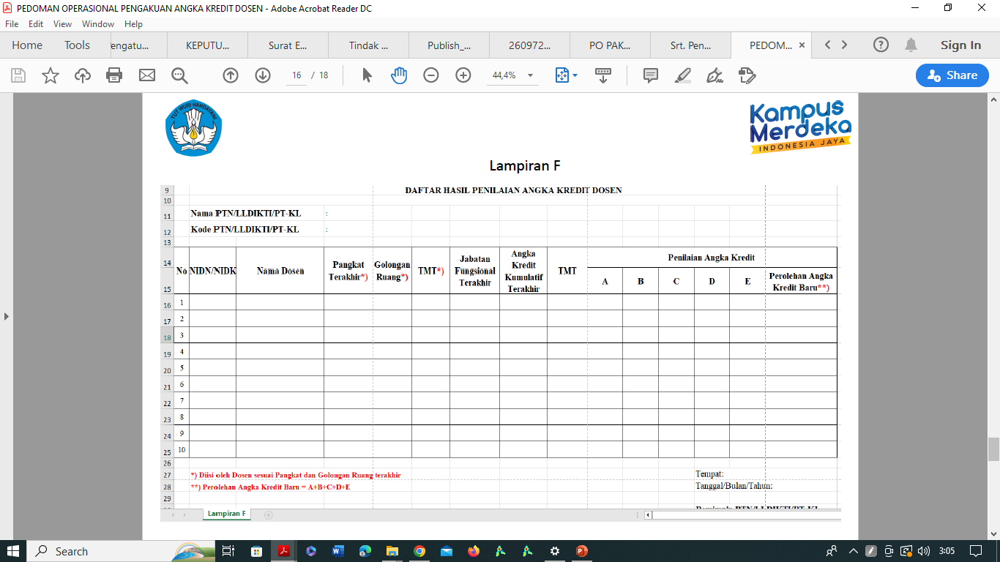 PEDOMAN OPERASIONAL PENGAKUAN ANGKA KREDIT DOSEN - Adobe Acrobat Reader DC
File Edit View Window Help
Home Tools engatu... KEPUTU... Surat E... Tindak ... Publish_... 260972... PO PAK... Srt. Pen... PEDOM... × Sign In
16 / 18 44,4% Share
TUT WURI HANDAYANI
Kampus
Merdeka
INDONESIA JAYA
Lampiran F
9 DAFTAR HASIL PENILAIAN ANGKA KREDIT DOSEN
10
11 Nama PTN/LLDIKTI/PT-KL :
12 Kode PTN/LLDIKTI/PT-KL :
13
14
15
No
NIDN/NIDK
Nama Dosen
Pangkat
Terakhir*)
Golongan
Ruang*)
TMT*)
Jabatan
Fungsional
Terakhir
Angka
Kredit
Kumulatif
Terakhir
TMT
Penilaian Angka Kredit
A B C D E
Perolehan Angka
Kredit Baru**)
16 1
17 2
18 3
19 4
20 5
21 6
22 7
23 8
24 9
25 10
26
27 *) Diisi oleh Dosen sesuai Pangkat dan Golongan Ruang terakhir Tempat:
28 **) Perolehan Angka Kredit Baru = A+B+C+D+E Tanggal/Bulan/Tahun:
29
Pemimpin PTN/LLDIKTI/PT-KL
Lampiran F
Search 3:05